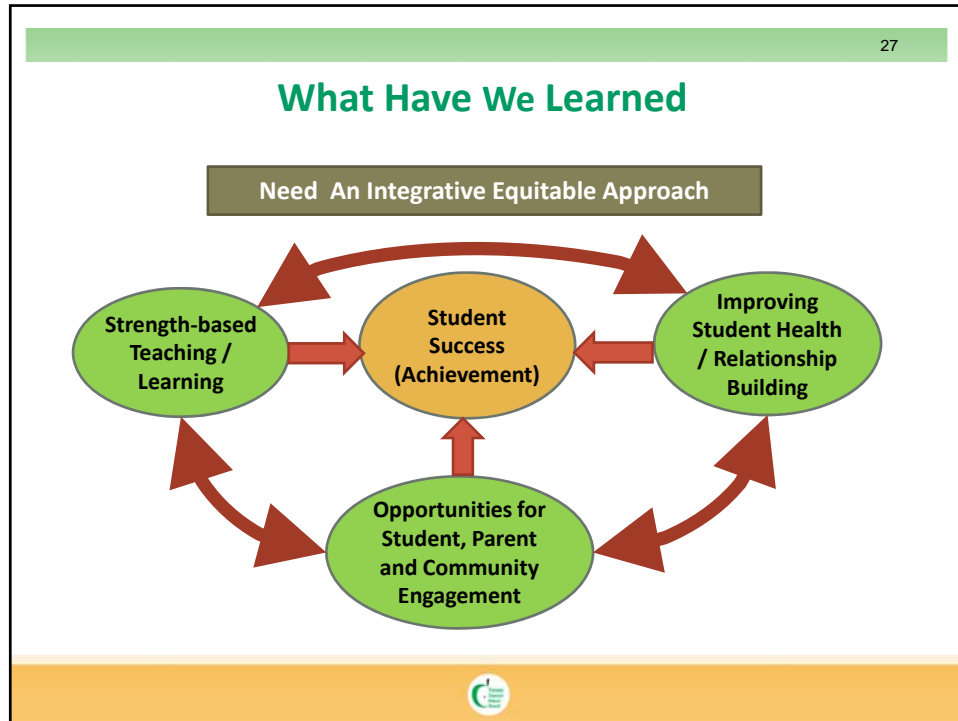 27
What Have We Learned
Need An Integrative Equitable Approach
Strength-based
Teaching /
Learning
Student
Success
(Achievement)
Improving
Student Health
/ Relationship
Building
Opportunities for
Student, Parent
and Community
Engagement